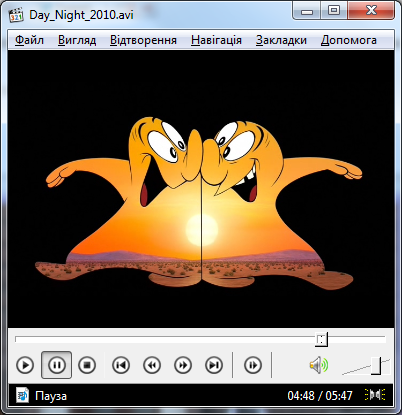 Day_Night_2010.avi
Файл Вигляд Відтворення Навігація Закладки Допомога
Пауза 04:48 / 05:47